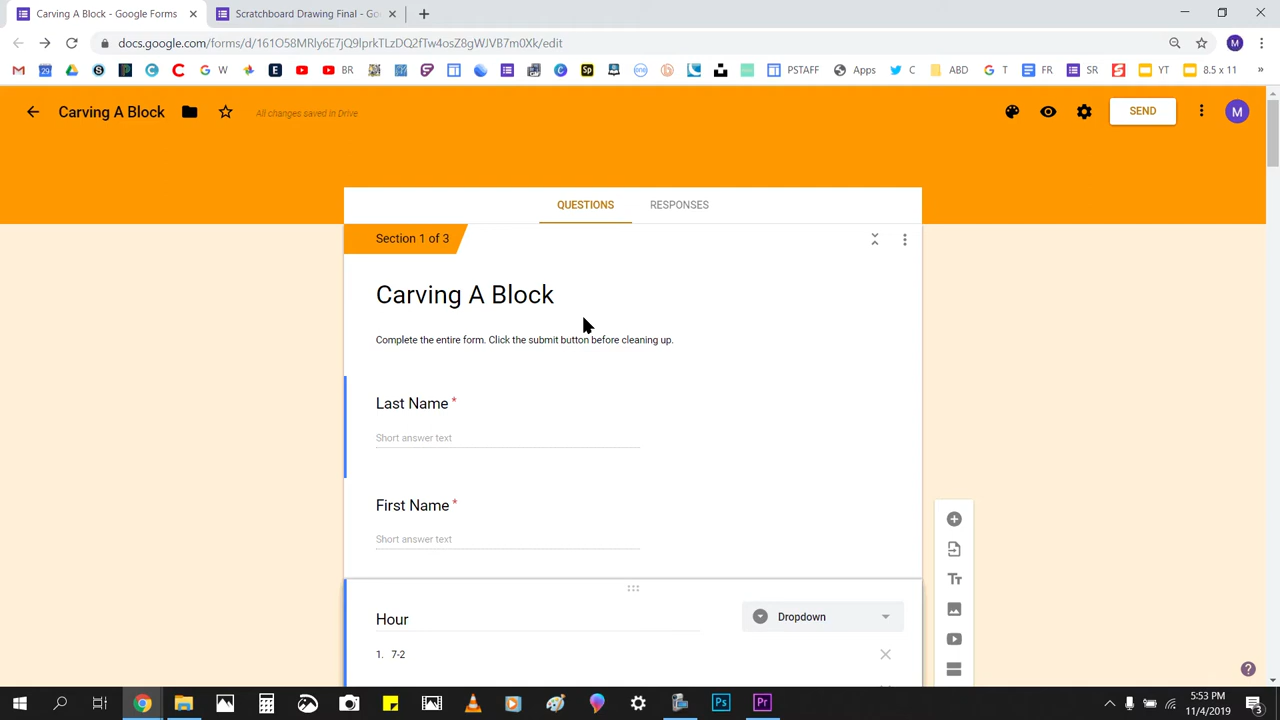 Carving A Block - Google Forms
Scratchboard Drawing Final - Go
docs.google.com/forms/d/161O58MRly6E7jQ9lprkTLzDQ2fTw4osZ8gWJVB7m0Xk/edit
M
G W
BR
PSTAFF
Apps
C
ABD
G T
FR
SR
YT
8.5 x 11
»
Carving A Block
All changes saved in Drive
SEND
M
QUESTIONS
RESPONSES
Section 1 of 3
Carving A Block
Complete the entire form. Click the submit button before cleaning up.
Last Name *
Short answer text
First Name *
Short answer text
Hour
Dropdown
1. 7-2
5:53 PM
11/4/2019